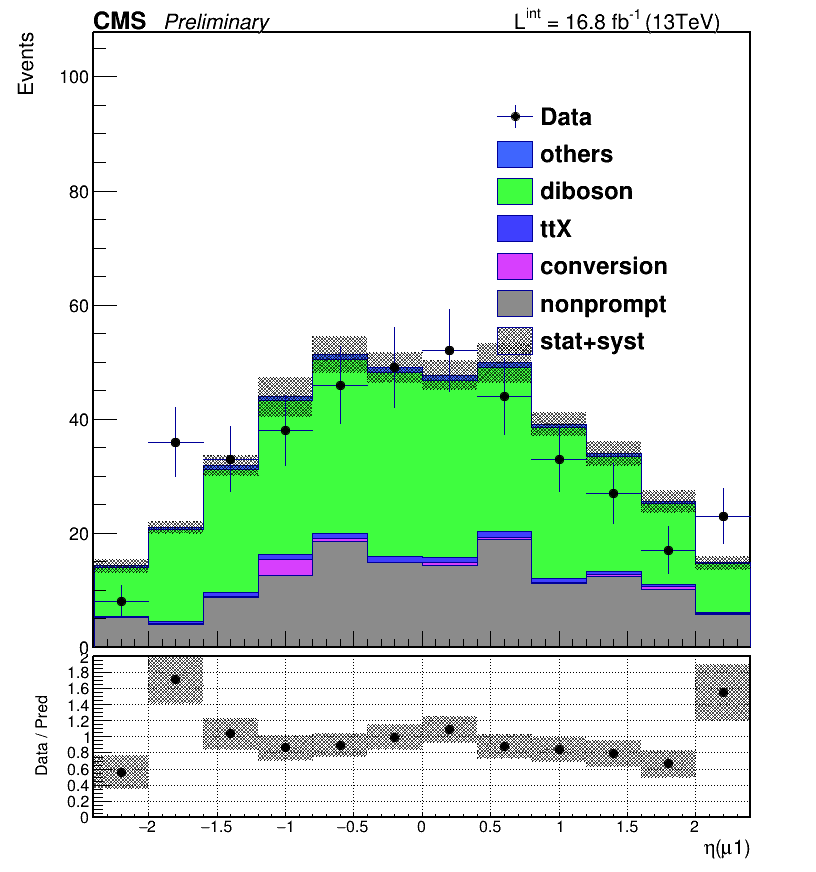 CMS Preliminary L^int = 16.8 fb^-1 (13TeV)
Events
100
80
60
40
20
0
Data
others
diboson
ttX
conversion
nonprompt
stat+syst
Data / Pred
2
1.8
1.6
1.4
1.2
1
0.8
0.6
0.4
0.2
0
−2 −1.5 −1 −0.5 0 0.5 1 1.5 2
η(μ1)